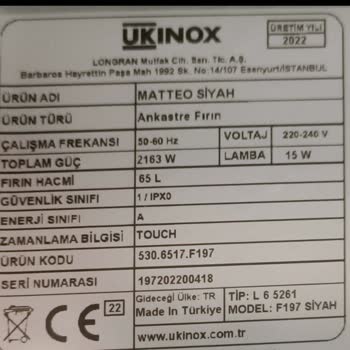 UKINOX
ÜRETİM YILI
2022
LONGRAN Mutfak Cih. San. Tic. A.Ş.
Barbaros Hayrettin Paşa Mah 1992 Sk. No:14/107 Esenyurt/İSTANBUL
ÜRÜN ADI MATTEO SİYAH
ÜRÜN TÜRÜ Ankastre Fırın
ÇALIŞMA FREKANSI 50-60 Hz VOLTAJ 220-240 V
TOPLAM GÜÇ 2163 W LAMBA 15 W
FIRIN HACMİ 65 L
GÜVENLİK SINIFI 1 / IPX0
ENERJİ SINIFI A
ZAMANLAMA BİLGİSİ TOUCH
ÜRÜN KODU 530.6517.F197
SERİ NUMARASI 197202200418
CE 22
Gideceği Ülke: TR TİP: L 6 5261
Made In Türkiye MODEL: F197 SİYAH
www.ukinox.com.tr